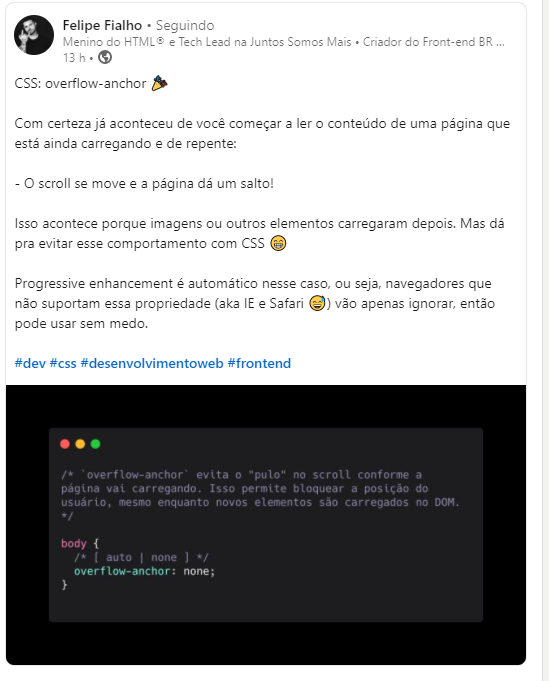 Felipe Fialho • Seguindo
Menino do HTML® e Tech Lead na Juntos Somos Mais • Criador do Front-end BR ...
13 h •
CSS: overflow-anchor 🎉
Com certeza já aconteceu de você começar a ler o conteúdo de uma página que
está ainda carregando e de repente:
- O scroll se move e a página dá um salto!
Isso acontece porque imagens ou outros elementos carregaram depois. Mas dá
pra evitar esse comportamento com CSS 😁
Progressive enhancement é automático nesse caso, ou seja, navegadores que
não suportam essa propriedade (aka IE e Safari 😅) vão apenas ignorar, então
pode usar sem medo.
#dev #css #desenvolvimentoweb #frontend
/* `overflow-anchor` evita o "pulo" no scroll conforme a
página vai carregando. Isso permite bloquear a posição do
usuário, mesmo enquanto novos elementos são carregados no DOM.
*/
body {
/* [ auto | none ] */
overflow-anchor: none;
}